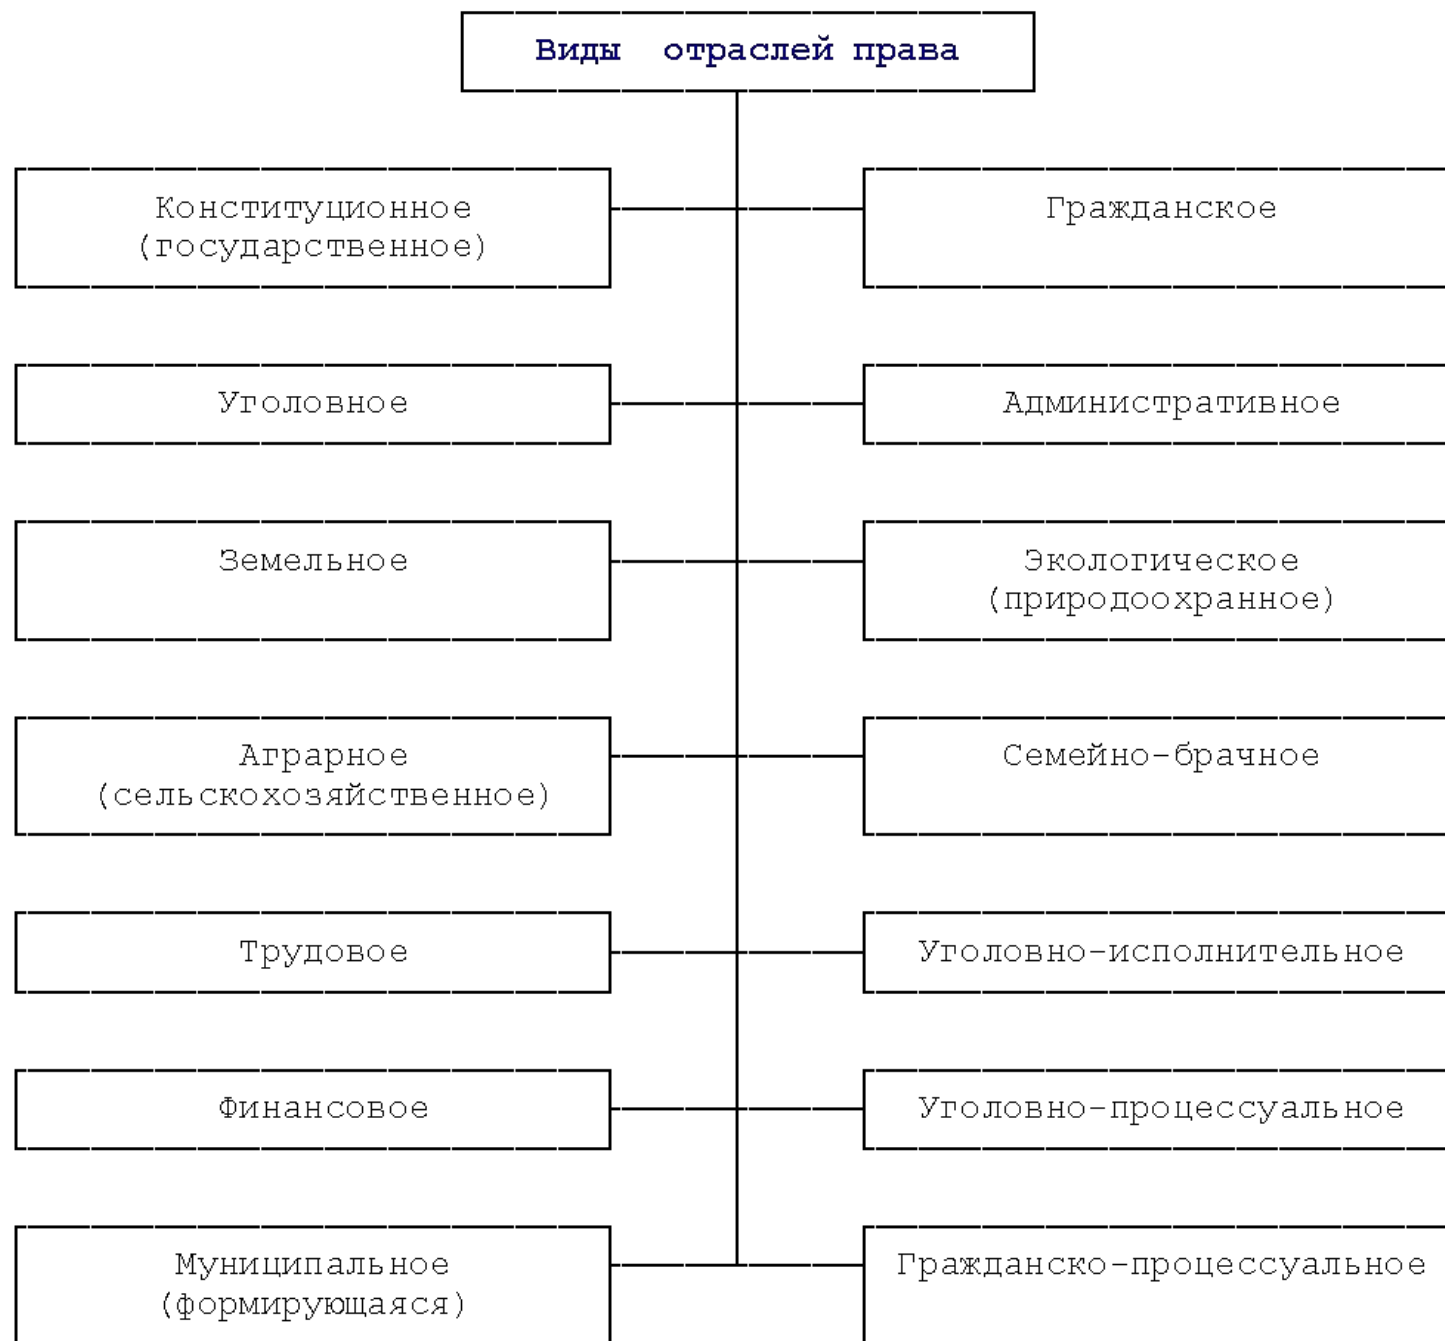 Виды отраслей права
Конституционное
(государственное)
Гражданское
Уголовное
Административное
Земельное
Экологическое
(природоохранное)
Аграрное
(сельскохозяйственное)
Семейно-брачное
Трудовое
Уголовно-исполнительное
Финансовое
Уголовно-процессуальное
Муниципальное
(формирующаяся)
Гражданско-процессуальное